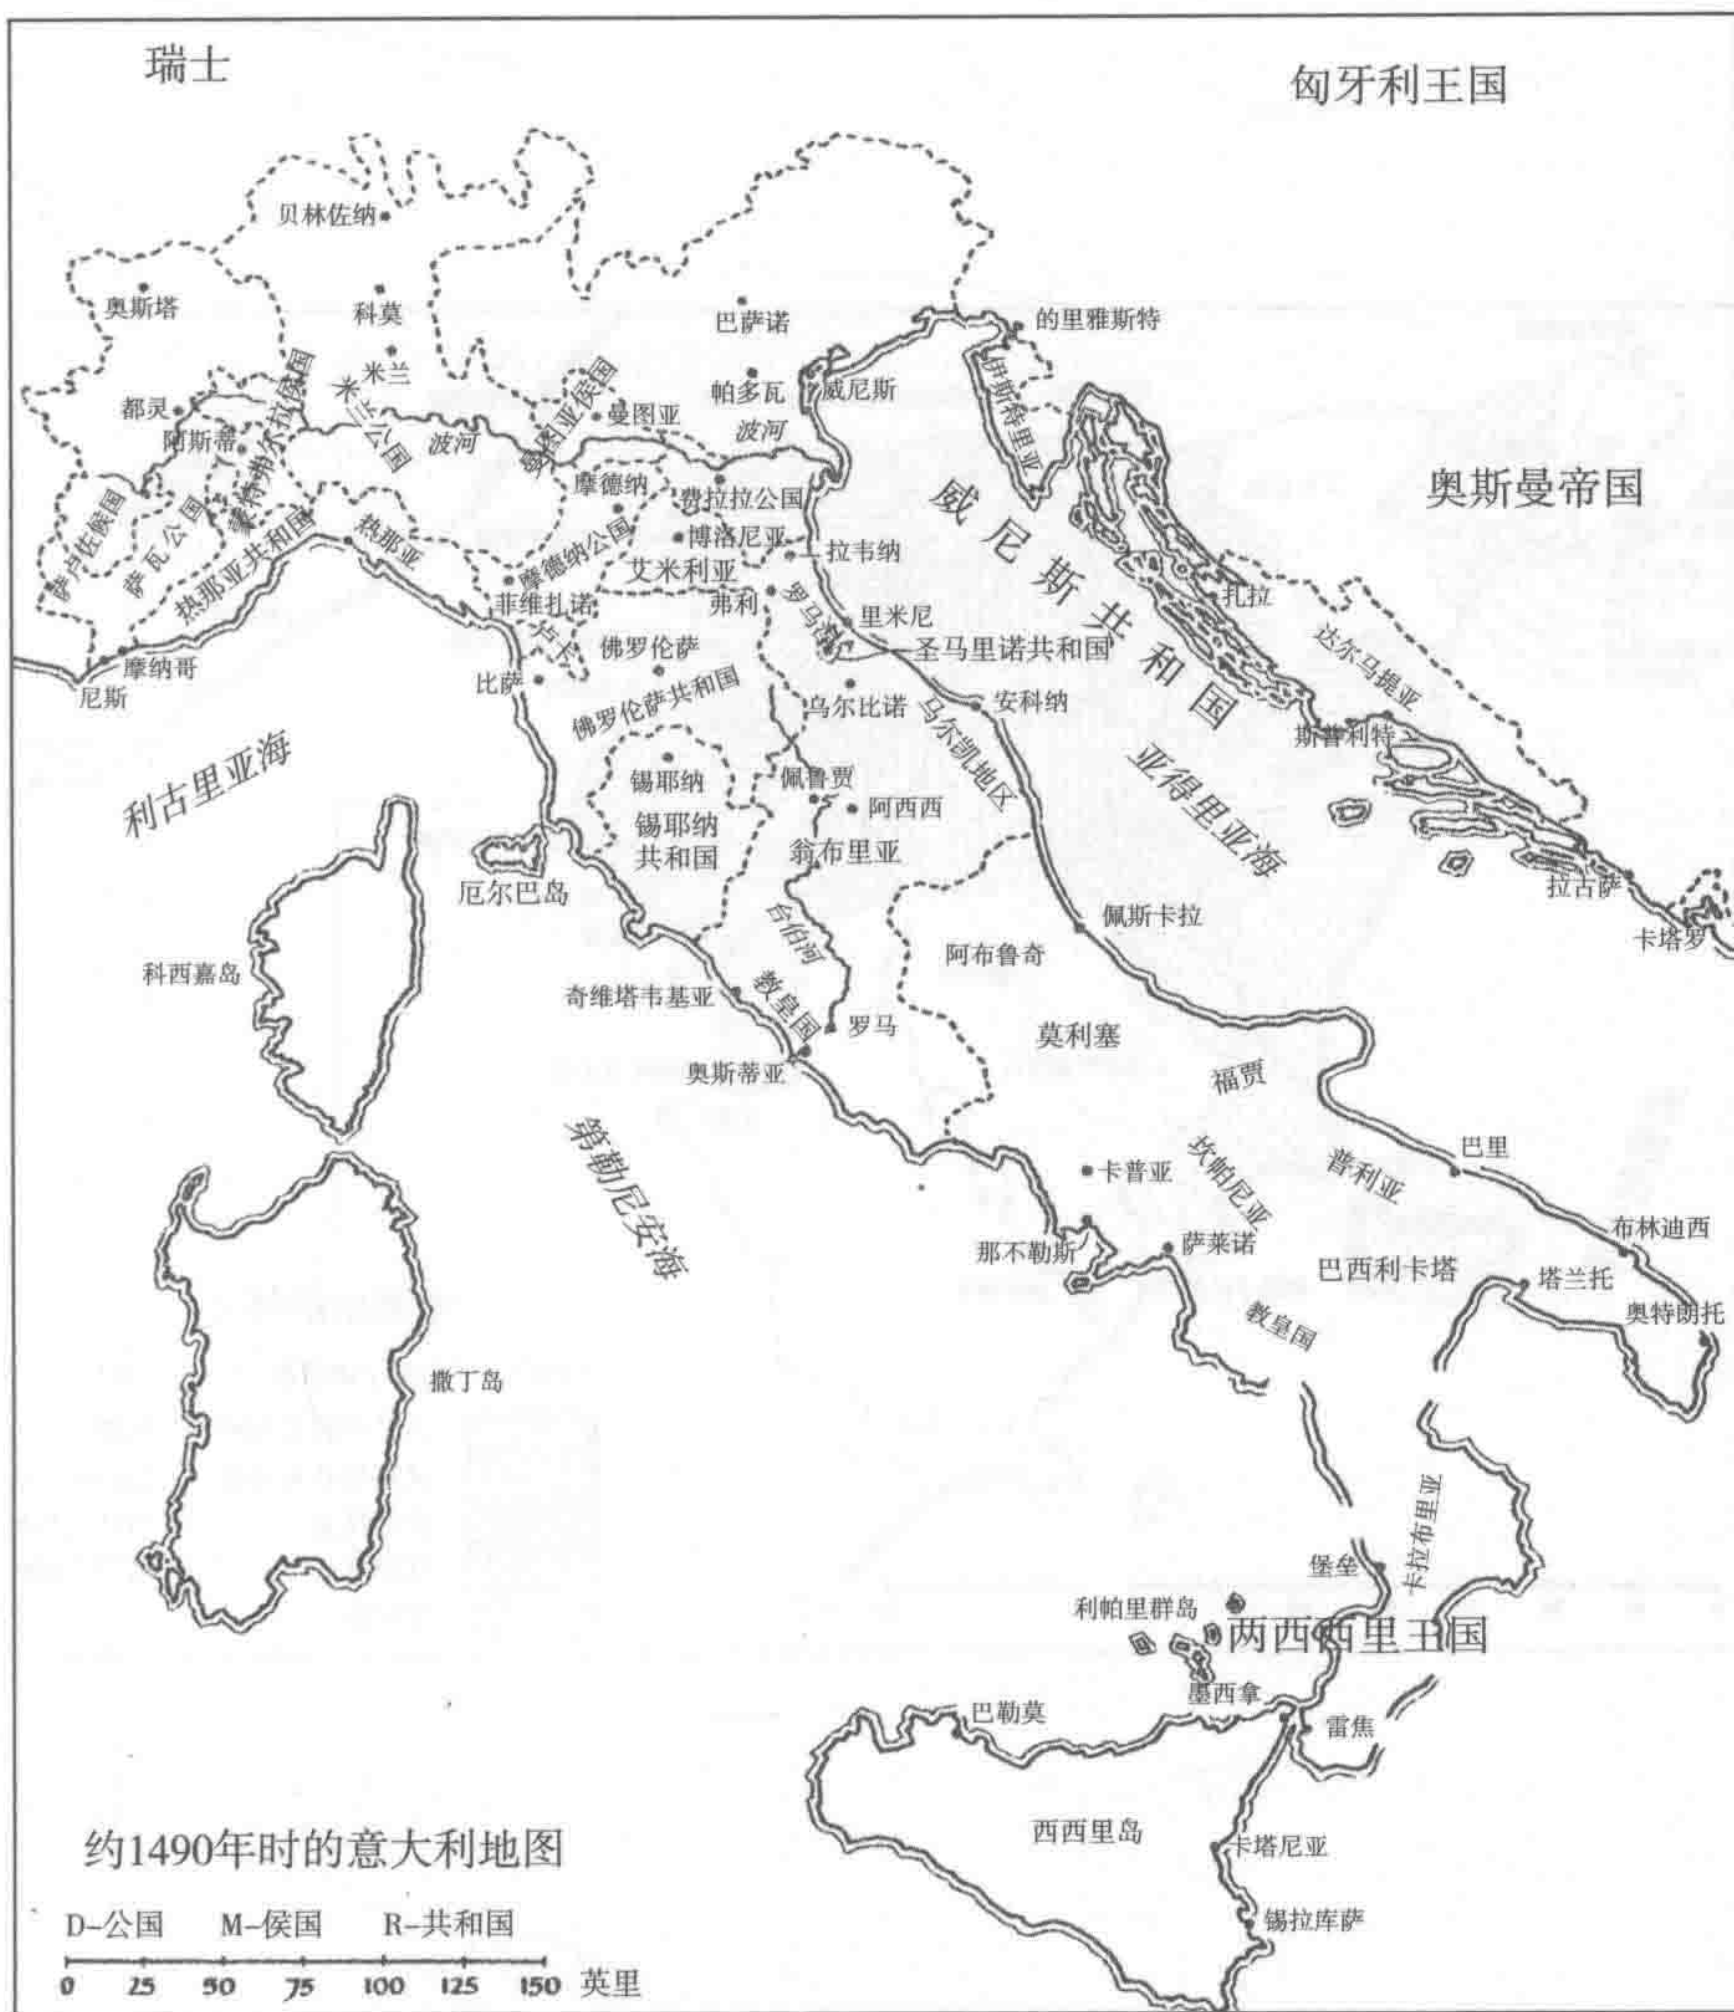 瑞士
匈牙利王国
贝林佐纳
奥斯塔
科莫
巴萨诺
的里雅斯特
米兰
米兰公国
都灵
阿斯蒂
蒙特弗尔拉侯国
曼图亚侯国
曼图亚
帕多瓦
威尼斯
伊斯特里亚
波河
波河
奥斯曼帝国
萨卢佐候国
萨瓦公国
热那亚共和国
热那亚
摩德纳
摩德纳公国
费拉拉公国
博洛尼亚
艾米利亚
拉韦纳
威尼斯共和国
菲维扎诺
弗利
里米尼
扎拉
卢卡
佛罗伦萨
圣马里诺共和国
达尔马提亚
摩纳哥
尼斯
比萨
佛罗伦萨共和国
乌尔比诺
安科纳
马尔凯地区
斯普利特
利古里亚海
锡耶纳
佩鲁贾
阿西西
亚得里亚海
锡耶纳
共和国
翁布里亚
厄尔巴岛
拉古萨
佩斯卡拉
台伯河
卡塔罗
科西嘉岛
阿布鲁奇
奇维塔韦基亚
教皇国
罗马
莫利塞
奥斯蒂亚
福贾
第勒尼安海
卡普亚
坎帕尼亚
普利亚
巴里
那不勒斯
萨莱诺
巴西利卡塔
布林迪西
塔兰托
教皇国
奥特朗托
撒丁岛
卡拉布里亚
堡垒
利帕里群岛
两西西里王国
墨西拿
巴勒莫
雷焦
西西里岛
卡塔尼亚
锡拉库萨
约1490年时的意大利地图
D-公国 M-侯国 R-共和国
0 25 50 75 100 125 150 英里